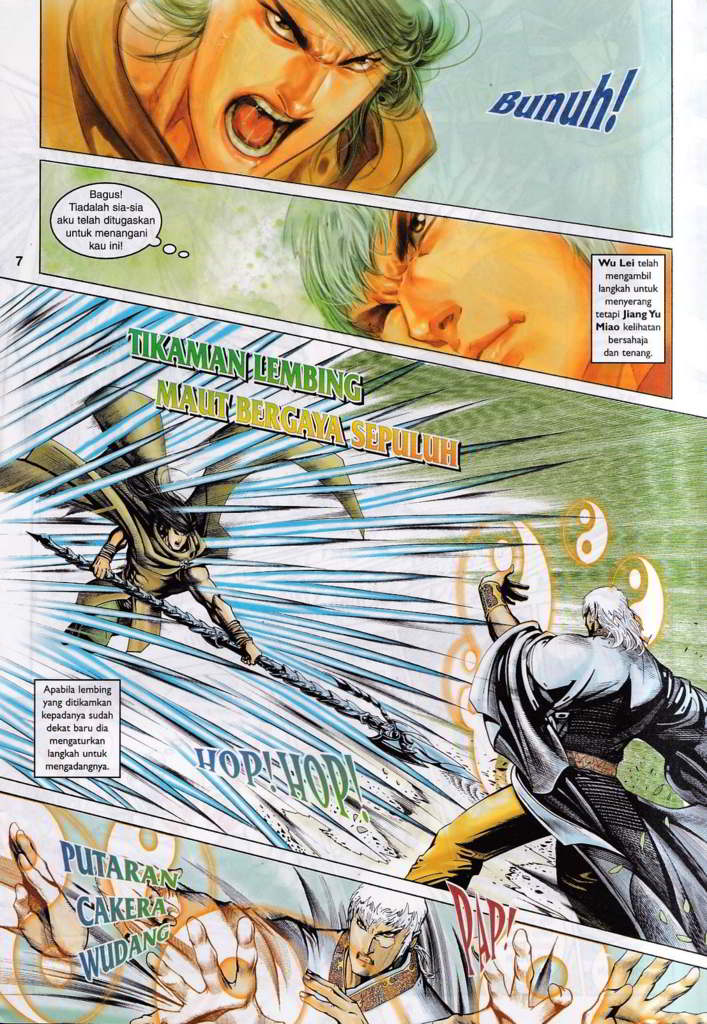 Bunuh!
Bagus!
Tiadalah sia-sia
aku telah ditugaskan
untuk menangani
kau ini!
7
Wu Lei telah
mengambil
langkah untuk
menyerang
tetapi Jiang Yu
Miao kelihatan
bersahaja
dan tenang.
TIKAMAN LEMBING
MAUT BERGAYA SEPULUH
Apabila lembing
yang ditikamkan
kepadanya sudah
dekat baru dia
mengaturkan
langkah untuk
mengadangnya.
HOP! HOP!
PUTARAN
CAKERA
WUDANG
PAP!